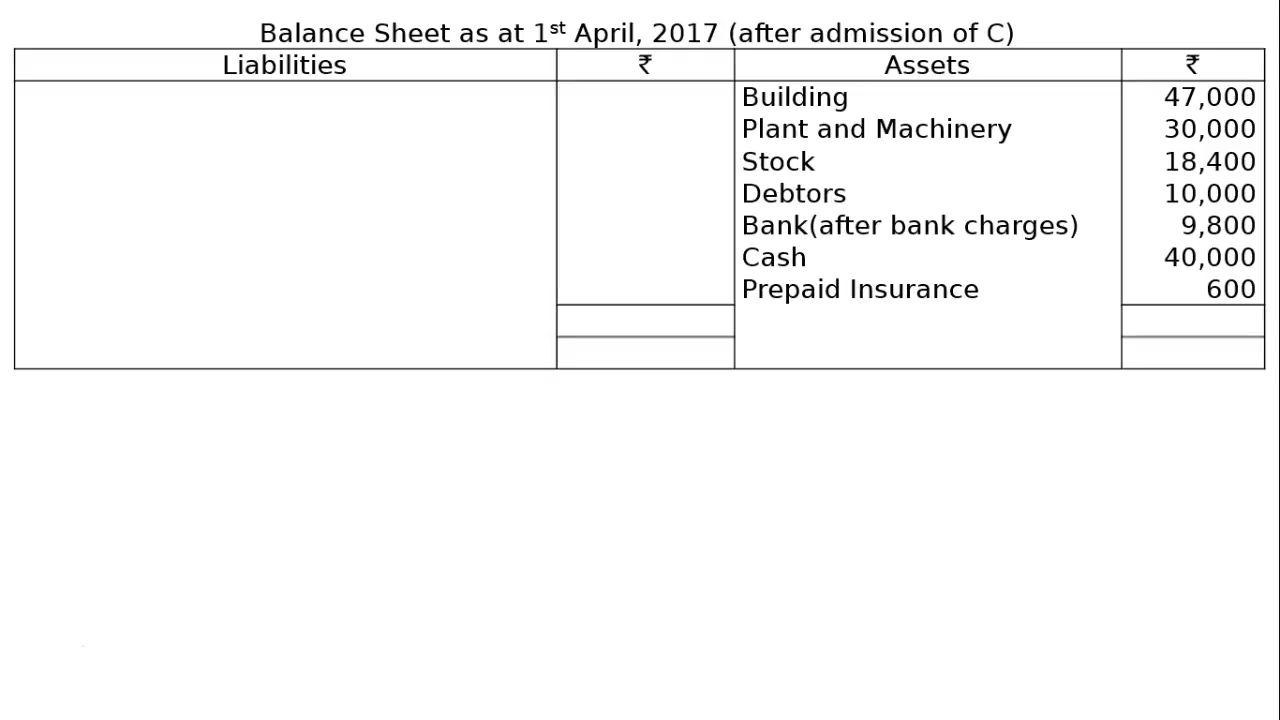 Balance Sheet as at 1st April, 2017 (after admission of C)
Liabilities ₹ Assets ₹
Building 47,000
Plant and Machinery 30,000
Stock 18,400
Debtors 10,000
Bank(after bank charges) 9,800
Cash 40,000
Prepaid Insurance 600